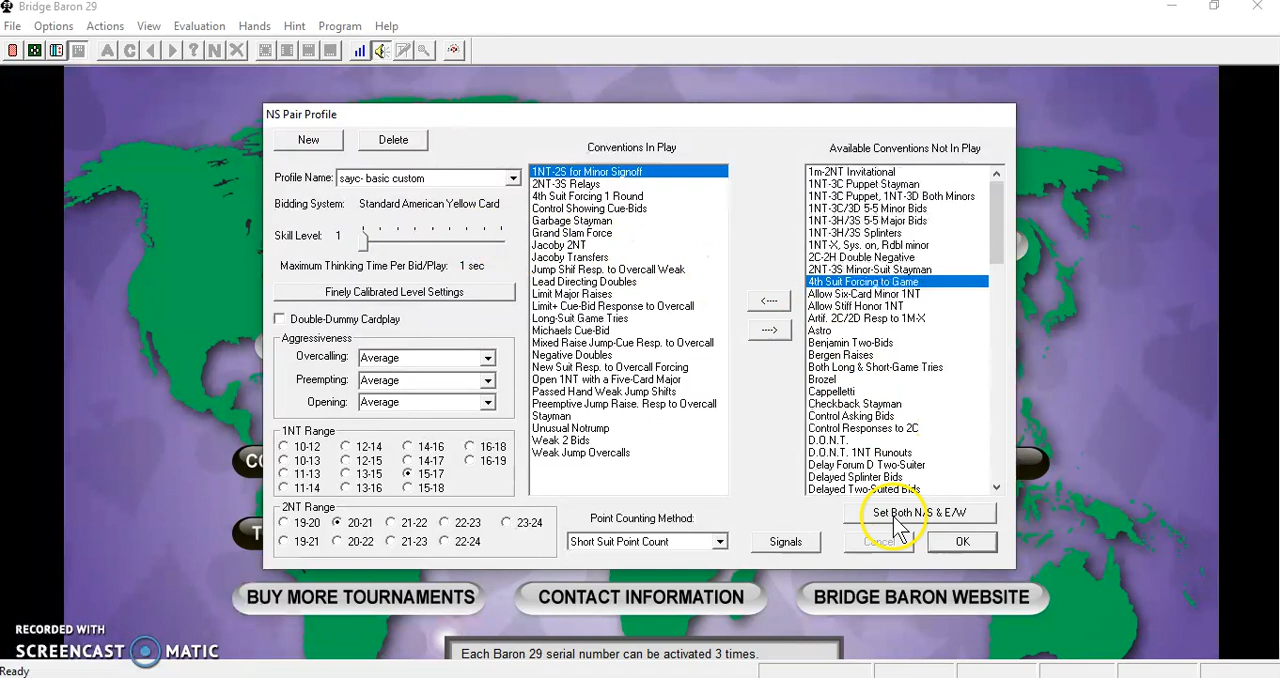 Bridge Baron 29
File Options Actions View Evaluation Hands Hint Program Help
NS Pair Profile
New Delete
Profile Name: sayc- basic custom
Bidding System: Standard American Yellow Card
Skill Level: 1
Maximum Thinking Time Per Bid/Play: 1 sec
Finely Calibrated Level Settings
Double-Dummy Cardplay
Aggressiveness
Overcalling: Average
Preempting: Average
Opening: Average
1NT Range
10-12 12-14 14-16 16-18
10-13 12-15 14-17 16-19
11-13 13-15 15-17
11-14 13-16 15-18
2NT Range
19-20 20-21 21-22 22-23 23-24
19-21 20-22 21-23 22-24
Conventions In Play
1NT-2S for Minor Signoff
2NT-3S Relays
4th Suit Forcing 1 Round
Control Showing Cue-Bids
Garbage Stayman
Grand Slam Force
Jacoby 2NT
Jacoby Transfers
Jump Shif Resp. to Overcall Weak
Lead Directing Doubles
Limit Major Raises
Limit+ Cue-Bid Response to Overcall
Long-Suit Game Tries
Michaels Cue-Bid
Mixed Raise Jump-Cue Resp. to Overcall
Negative Doubles
New Suit Resp. to Overcall Forcing
Open 1NT with a Five-Card Major
Passed Hand Weak Jump Shifts
Preemptive Jump Raise. Resp to Overcall
Stayman
Unusual Notrump
Weak 2 Bids
Weak Jump Overcalls
Point Counting Method:
Short Suit Point Count
<----
---->
Signals
Available Conventions Not In Play
1m-2NT Invitational
1NT-3C Puppet Stayman
1NT-3C Puppet, 1NT-3D Both Minors
1NT-3C/3D 5-5 Minor Bids
1NT-3H/3S 5-5 Major Bids
1NT-3H/3S Splinters
1NT-X, Sys. on, Rdbl minor
2C-2H Double Negative
2NT-3S Minor-Suit Stayman
4th Suit Forcing to Game
Allow Six-Card Minor 1NT
Allow Stiff Honor 1NT
Artif. 2C/2D Resp to 1M-X
Astro
Benjamin Two-Bids
Bergen Raises
Both Long & Short-Game Tries
Brozel
Cappelletti
Checkback Stayman
Control Asking Bids
Control Responses to 2C
D.O.N.T.
D.O.N.T. 1NT Runouts
Delay Forum D Two-Suiter
Delayed Splinter Bids
Delayed Two-Suited Bids
Set Both N/S & E/W
Cancel OK
BUY MORE TOURNAMENTS CONTACT INFORMATION BRIDGE BARON WEBSITE
RECORDED WITH
SCREENCAST MATIC
Each Baron 29 serial number can be activated 3 times.
Ready